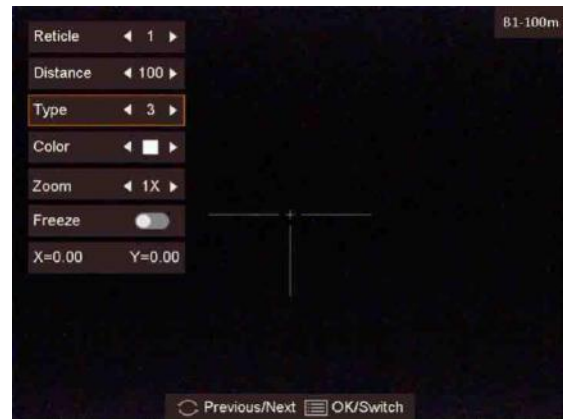 B1-100m
Reticle 1
Distance 100
Type 3
Color
Zoom 1X
Freeze
X=0.00 Y=0.00
Previous/Next OK/Switch